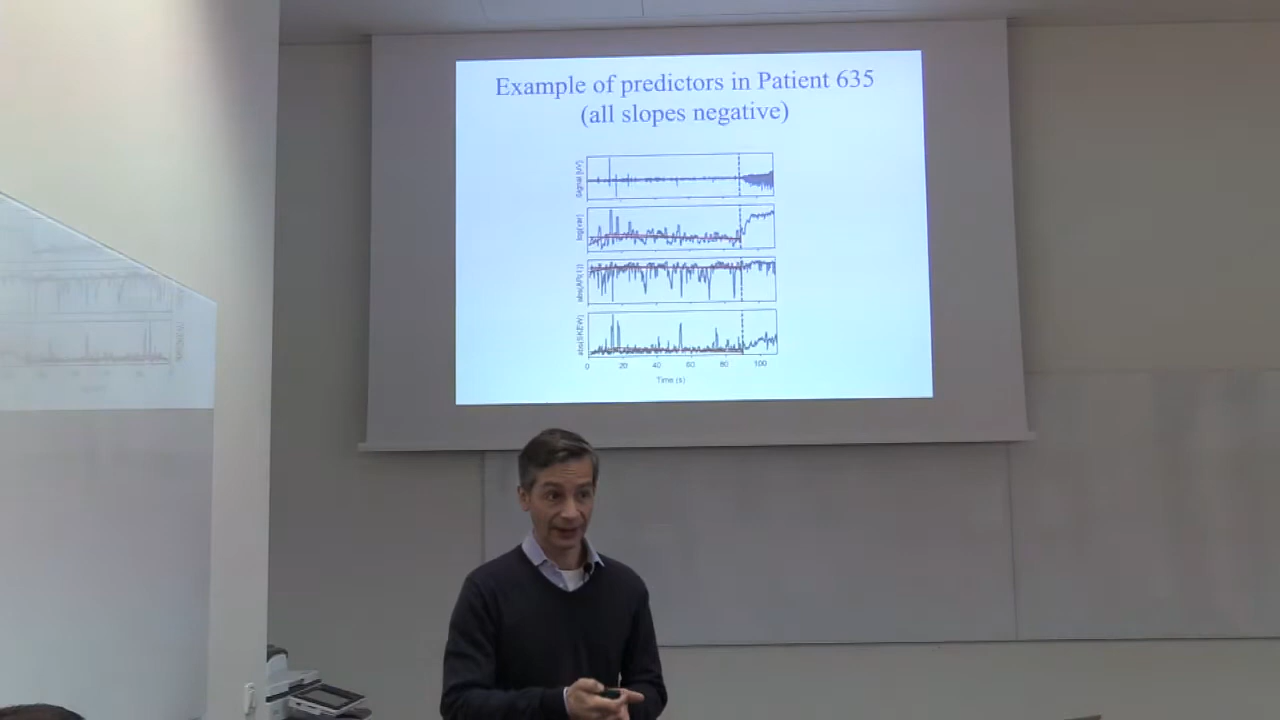 Example of predictors in Patient 635
(all slopes negative)
Signal [uV]
log(var)
abs(AR(1))
abs(SKEW)
0 20 40 60 80 100
Time (s)